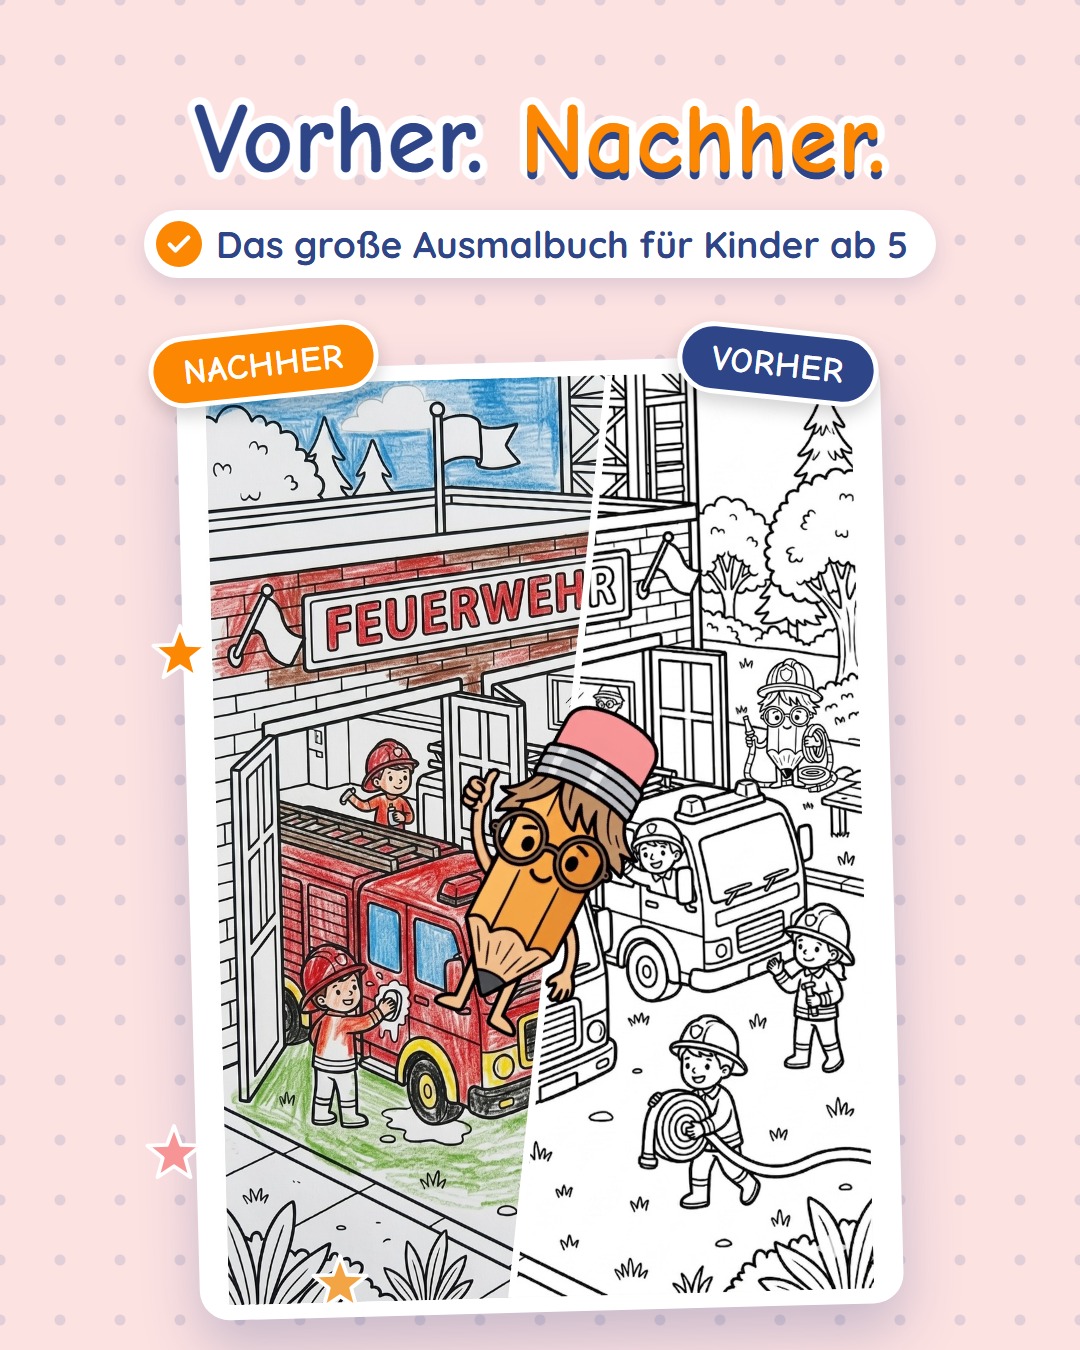 Vorher. Nachher.
Das große Ausmalbuch für Kinder ab 5
NACHHER
VORHER
FEUERWEHR